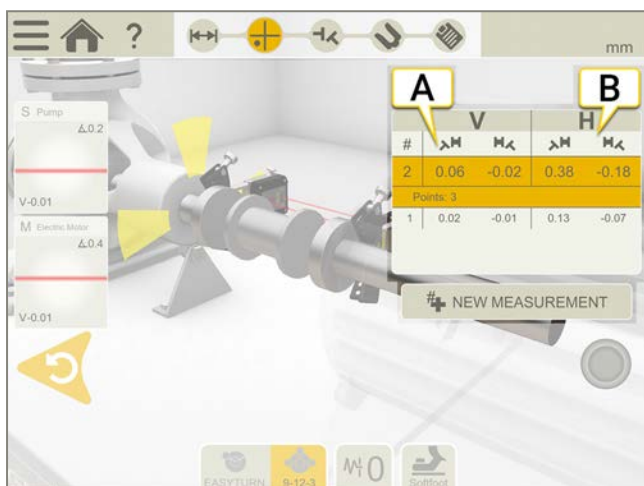 ?
mm
A
B
V H
#
2 0.06 -0.02 0.38 -0.18
Points: 3
1 0.02 -0.01 0.13 -0.07
# NEW MEASUREMENT
S Pump
∡0.2
V-0.01
M Electric Motor
∡0.4
V-0.01
EASYTURN
9-12-3
0
Softfoot